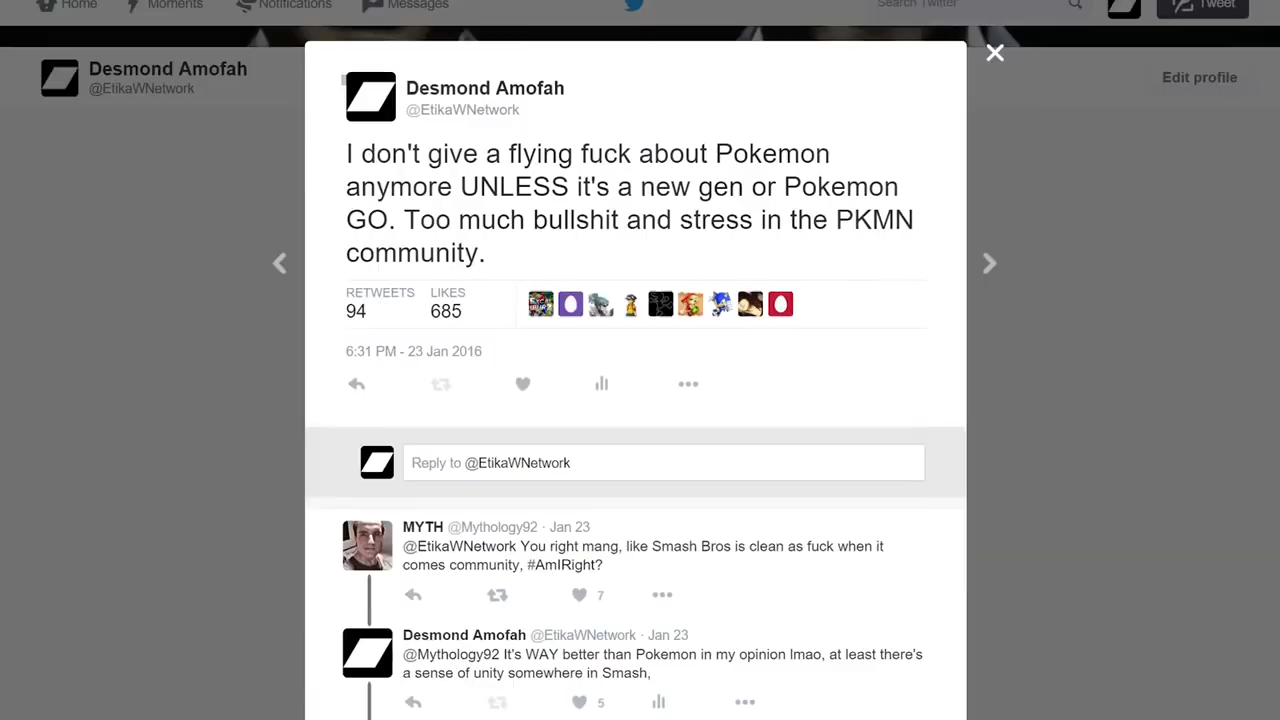 Home Moments Notifications Messages Search Twitter Tweet
Desmond Amofah
@EtikaWNetwork
Edit profile
Desmond Amofah
@EtikaWNetwork
I don't give a flying fuck about Pokemon
anymore UNLESS it's a new gen or Pokemon
GO. Too much bullshit and stress in the PKMN
community.
RETWEETS LIKES
94 685
6:31 PM - 23 Jan 2016
Reply to @EtikaWNetwork
MYTH @Mythology92 · Jan 23
@EtikaWNetwork You right mang, like Smash Bros is clean as fuck when it
comes community, #AmIRight?
7
Desmond Amofah @EtikaWNetwork · Jan 23
@Mythology92 It's WAY better than Pokemon in my opinion lmao, at least there's
a sense of unity somewhere in Smash,
5